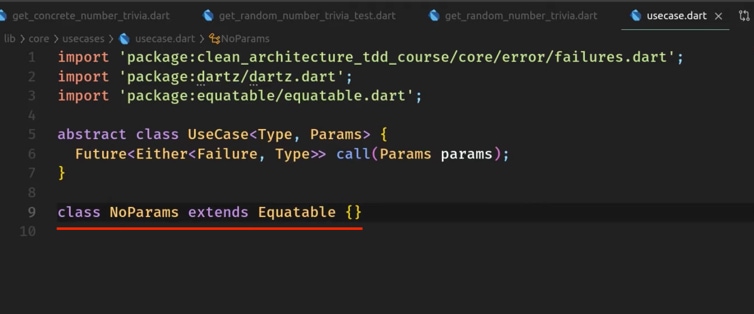 get_concrete_number_trivia.dart
get_random_number_trivia_test.dart
get_random_number_trivia.dart
usecase.dart
lib > core > usecases > usecase.dart > NoParams
1 import 'package:clean_architecture_tdd_course/core/error/failures.dart';
2 import 'package:dartz/dartz.dart';
3 import 'package:equatable/equatable.dart';
4
5 abstract class UseCase<Type, Params> {
6 Future<Either<Failure, Type>> call(Params params);
7 }
8
9 class NoParams extends Equatable {}
10